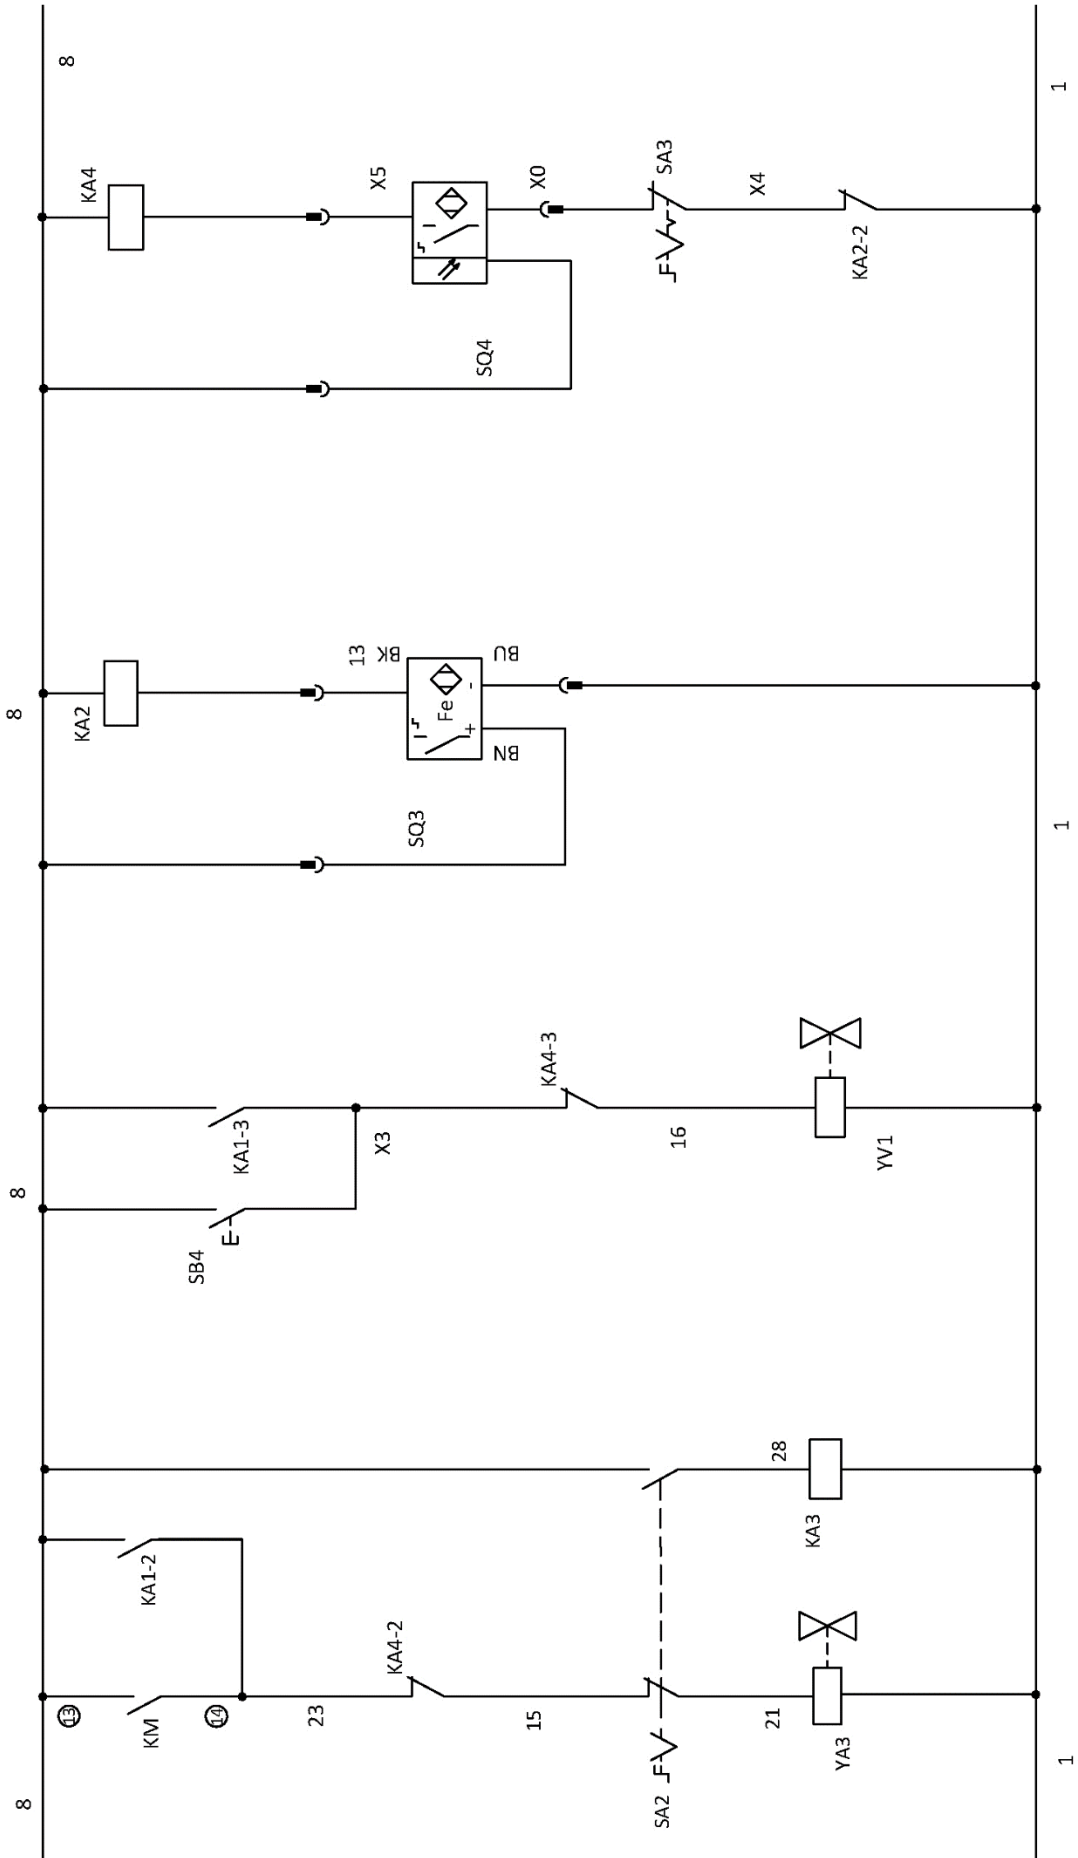 8
KA4
X5
X0
SA3
X4
KA2-2
1
SQ4
8
KA2
13
BK
Fe
+
-
BU
BN
SQ3
1
8
KA1-3
SB4
X3
KA4-3
16
YV1
KA1-2
28
KA3
8
13
KM
14
23
KA4-2
15
SA2
21
YA3
1